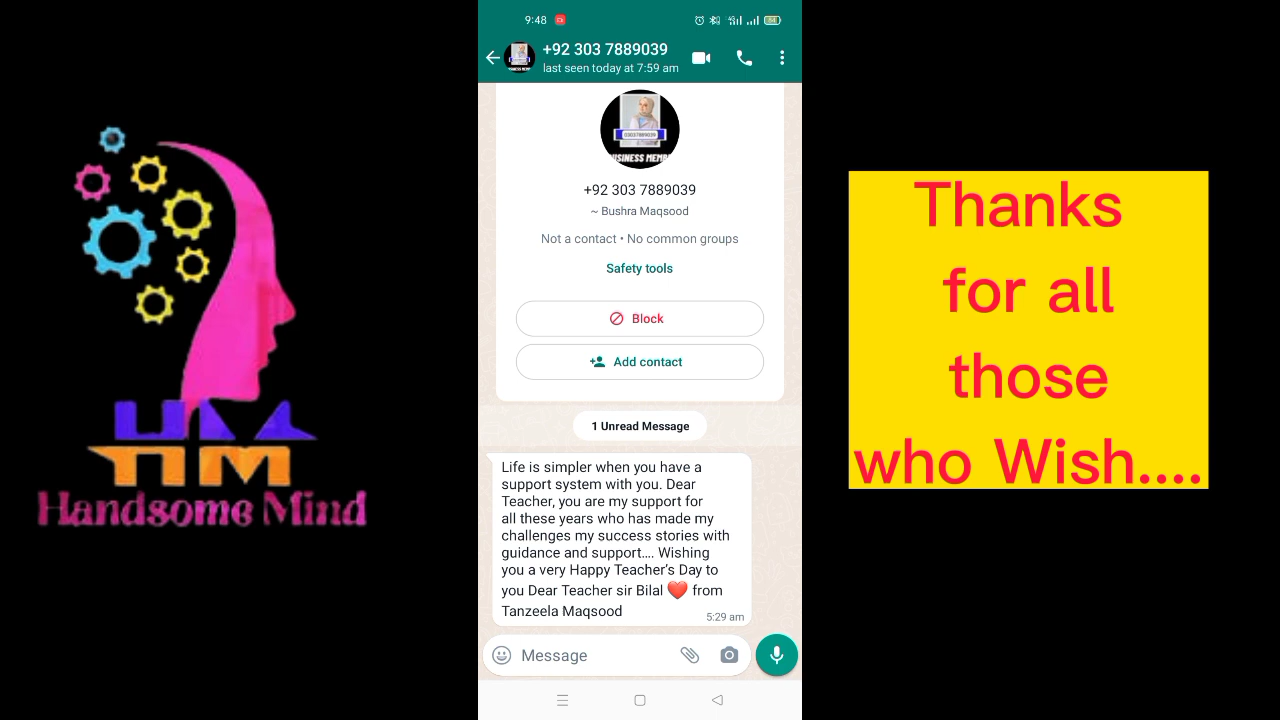 HM
Handsome Mind
9:48
+92 303 7889039
last seen today at 7:59 am
03037889039
+92 303 7889039
~ Bushra Maqsood
Not a contact • No common groups
Safety tools
Block
Add contact
1 Unread Message
Life is simpler when you have a
support system with you. Dear
Teacher, you are my support for
all these years who has made my
challenges my success stories with
guidance and support.... Wishing
you a very Happy Teacher's Day to
you Dear Teacher sir Bilal ❤️ from
Tanzeela Maqsood
5:29 am
Message
Thanks
for all
those
who Wish....